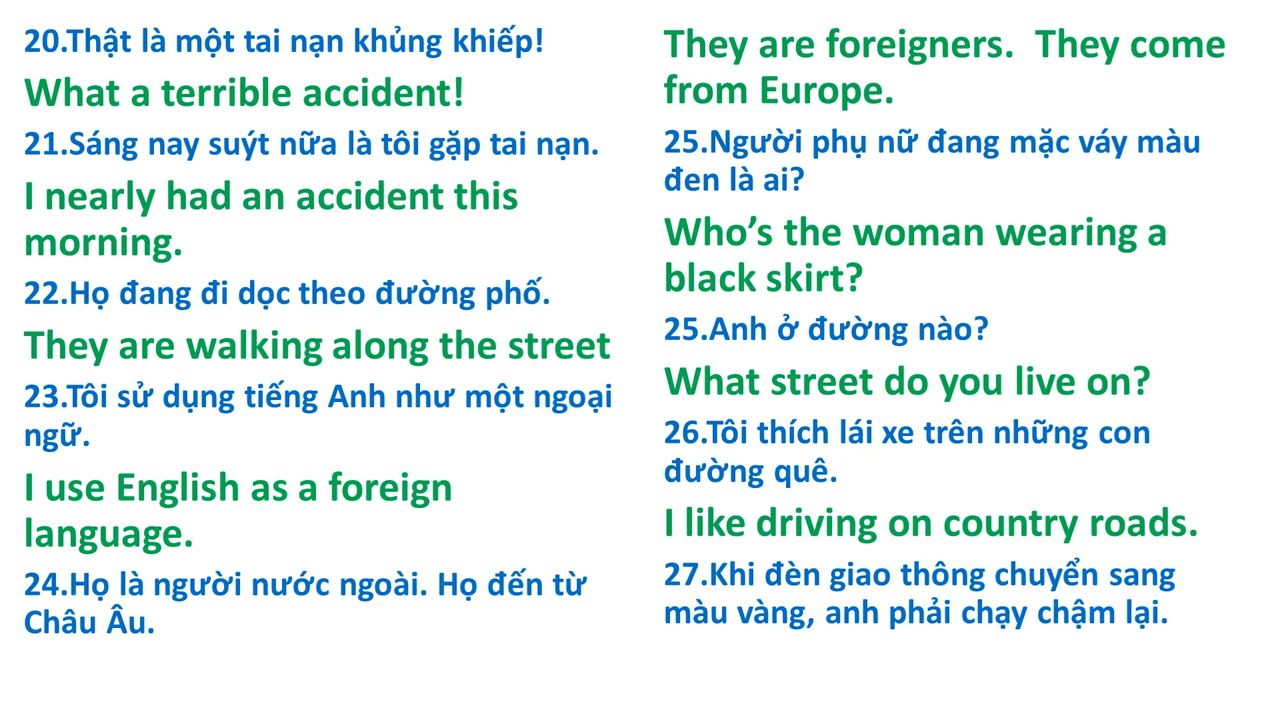 20.Thật là một tai nạn khủng khiếp!
What a terrible accident!
21.Sáng nay suýt nữa là tôi gặp tai nạn.
I nearly had an accident this
morning.
22.Họ đang đi dọc theo đường phố.
They are walking along the street
23.Tôi sử dụng tiếng Anh như một ngoại
ngữ.
I use English as a foreign
language.
24.Họ là người nước ngoài. Họ đến từ
Châu Âu.
They are foreigners.  They come
from Europe.
25.Người phụ nữ đang mặc váy màu
đen là ai?
Who’s the woman wearing a
black skirt?
25.Anh ở đường nào?
What street do you live on?
26.Tôi thích lái xe trên những con
đường quê.
I like driving on country roads.
27.Khi đèn giao thông chuyển sang
màu vàng, anh phải chạy chậm lại.